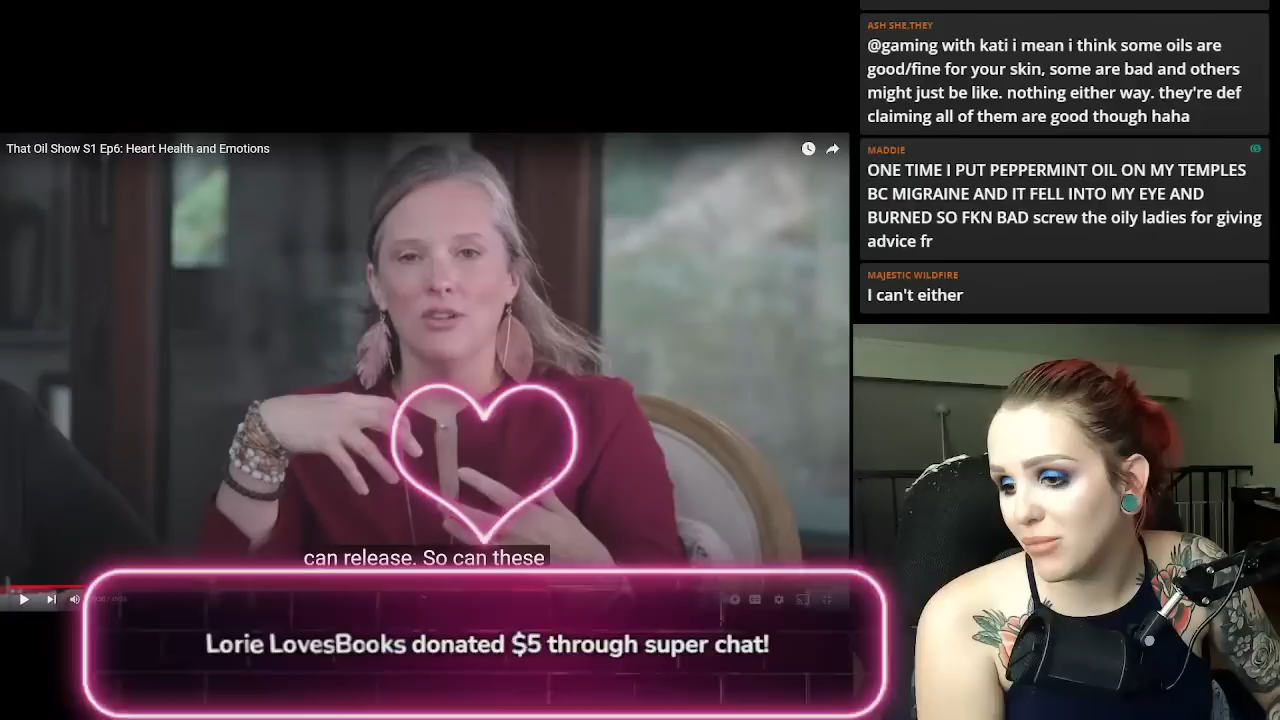 ASH SHE,THEY
@gaming with kati i mean i think some oils are
good/fine for your skin, some are bad and others
might just be like. nothing either way. they're def
claiming all of them are good though haha
That Oil Show S1 Ep6: Heart Health and Emotions
MADDIE
ONE TIME I PUT PEPPERMINT OIL ON MY TEMPLES
BC MIGRAINE AND IT FELL INTO MY EYE AND
BURNED SO FKN BAD screw the oily ladies for giving
advice fr
MAJESTIC WILDFIRE
I can't either
can release. So can these
Lorie LovesBooks donated $5 through super chat!